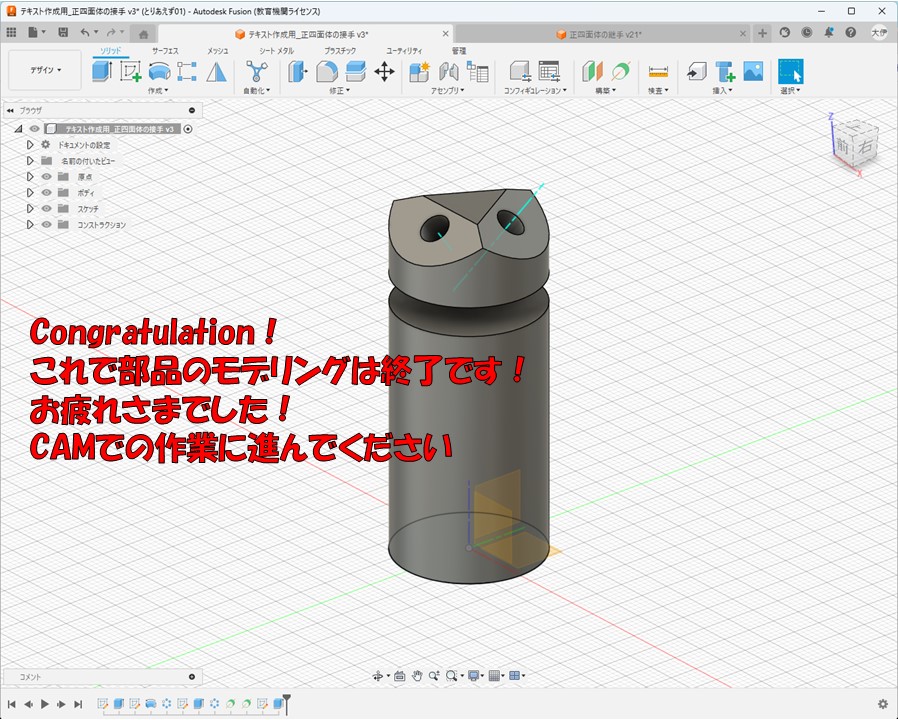 テキスト作成用_正四面体の接手 v3* (とりあえず01) - Autodesk Fusion (教育機関ライセンス)
テキスト作成用_正四面体の接手 v3*
正四面体の継手 v21*
大伊
デザイン
ソリッド
サーフェス
メッシュ
シート メタル
プラスチック
ユーティリティ
管理
作成
自動化
修正
アセンブリ
コンフィギュレーション
構築
検査
挿入
選択
ブラウザ
テキスト作成用_正四面体の接手 v3
ドキュメントの設定
名前の付いたビュー
原点
ボディ
スケッチ
コンストラクション
Z
前
右
X
Congratulation！
これで部品のモデリングは終了です！
お疲れさまでした！
CAMでの作業に進んでください
コメント